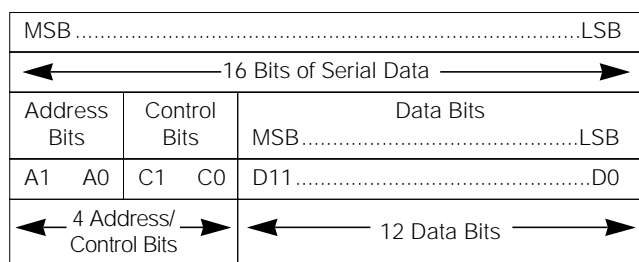 MSB..............................................................................LSB
16 Bits of Serial Data
Address Bits
Control Bits
Data Bits
MSB...........................................LSB
A1 A0 C1 C0 D11....................................................D0
4 Address/
Control Bits
12 Data Bits